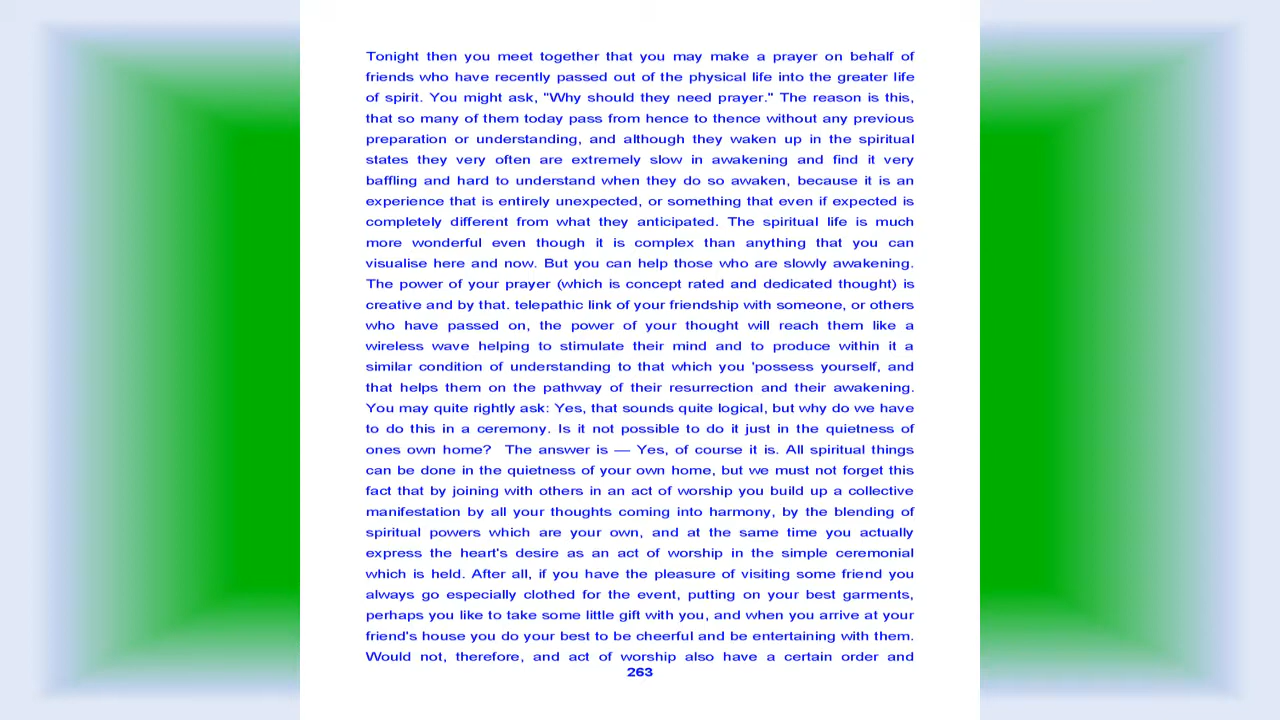 Tonight then you meet together that you may make a prayer on behalf of
friends who have recently passed out of the physical life into the greater life
of spirit. You might ask, "Why should they need prayer." The reason is this,
that so many of them today pass from hence to thence without any previous
preparation or understanding, and although they waken up in the spiritual
states they very often are extremely slow in awakening and find it very
baffling and hard to understand when they do so awaken, because it is an
experience that is entirely unexpected, or something that even if expected is
completely different from what they anticipated. The spiritual life is much
more wonderful even though it is complex than anything that you can
visualise here and now. But you can help those who are slowly awakening.
The power of your prayer (which is concept rated and dedicated thought) is
creative and by that. telepathic link of your friendship with someone, or others
who have passed on, the power of your thought will reach them like a
wireless wave helping to stimulate their mind and to produce within it a
similar condition of understanding to that which you 'possess yourself, and
that helps them on the pathway of their resurrection and their awakening.
You may quite rightly ask: Yes, that sounds quite logical, but why do we have
to do this in a ceremony. Is it not possible to do it just in the quietness of
ones own home?  The answer is — Yes, of course it is. All spiritual things
can be done in the quietness of your own home, but we must not forget this
fact that by joining with others in an act of worship you build up a collective
manifestation by all your thoughts coming into harmony, by the blending of
spiritual powers which are your own, and at the same time you actually
express the heart's desire as an act of worship in the simple ceremonial
which is held. After all, if you have the pleasure of visiting some friend you
always go especially clothed for the event, putting on your best garments,
perhaps you like to take some little gift with you, and when you arrive at your
friend's house you do your best to be cheerful and be entertaining with them.
Would not, therefore, and act of worship also have a certain order and
263